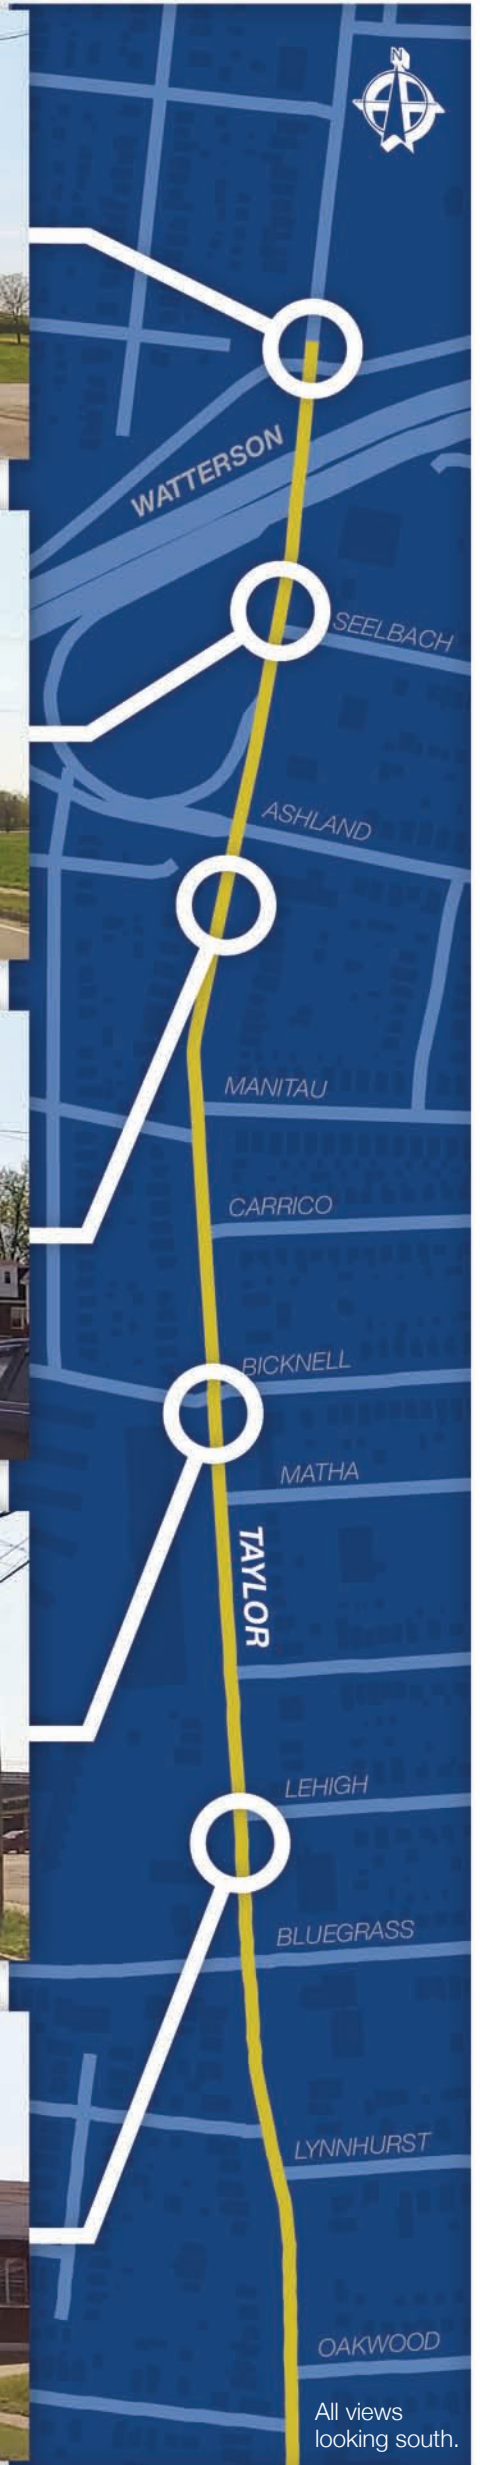 N
WATTERSON
SEELBACH
ASHLAND
MANITAU
CARRICO
BICKNELL
MATHA
TAYLOR
LEHIGH
BLUEGRASS
LYNNHURST
OAKWOOD
All views
looking south.